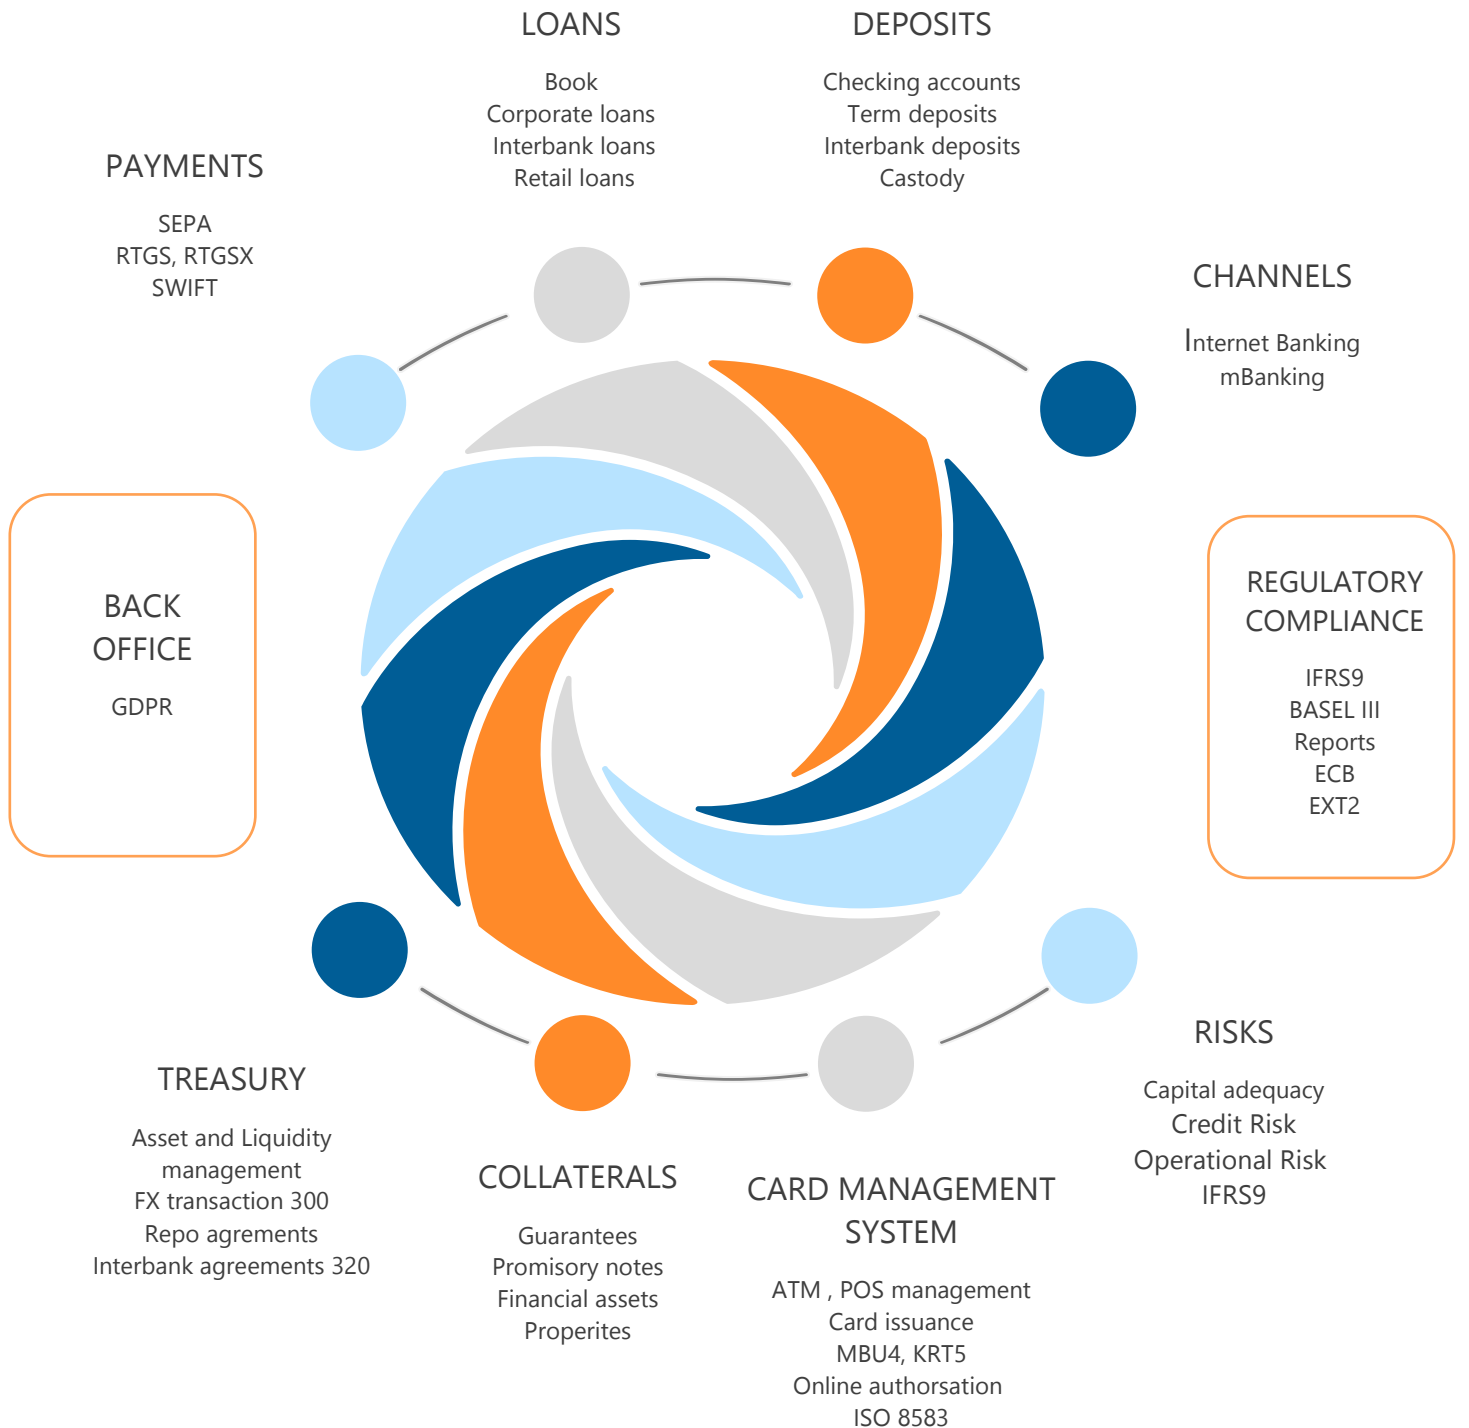 LOANS
Book
Corporate loans
Interbank loans
Retail loans
DEPOSITS
Checking accounts
Term deposits
Interbank deposits
Castody
PAYMENTS
SEPA
RTGS, RTGSX
SWIFT
CHANNELS
Internet Banking
mBanking
BACK
OFFICE
GDPR
REGULATORY
COMPLIANCE
IFRS9
BASEL III
Reports
ECB
EXT2
TREASURY
Asset and Liquidity
management
FX transaction 300
Repo agrements
Interbank agreements 320
COLLATERALS
Guarantees
Promisory notes
Financial assets
Properites
CARD MANAGEMENT
SYSTEM
ATM , POS management
Card issuance
MBU4, KRT5
Online authorsation
ISO 8583
RISKS
Capital adequacy
Credit Risk
Operational Risk
IFRS9